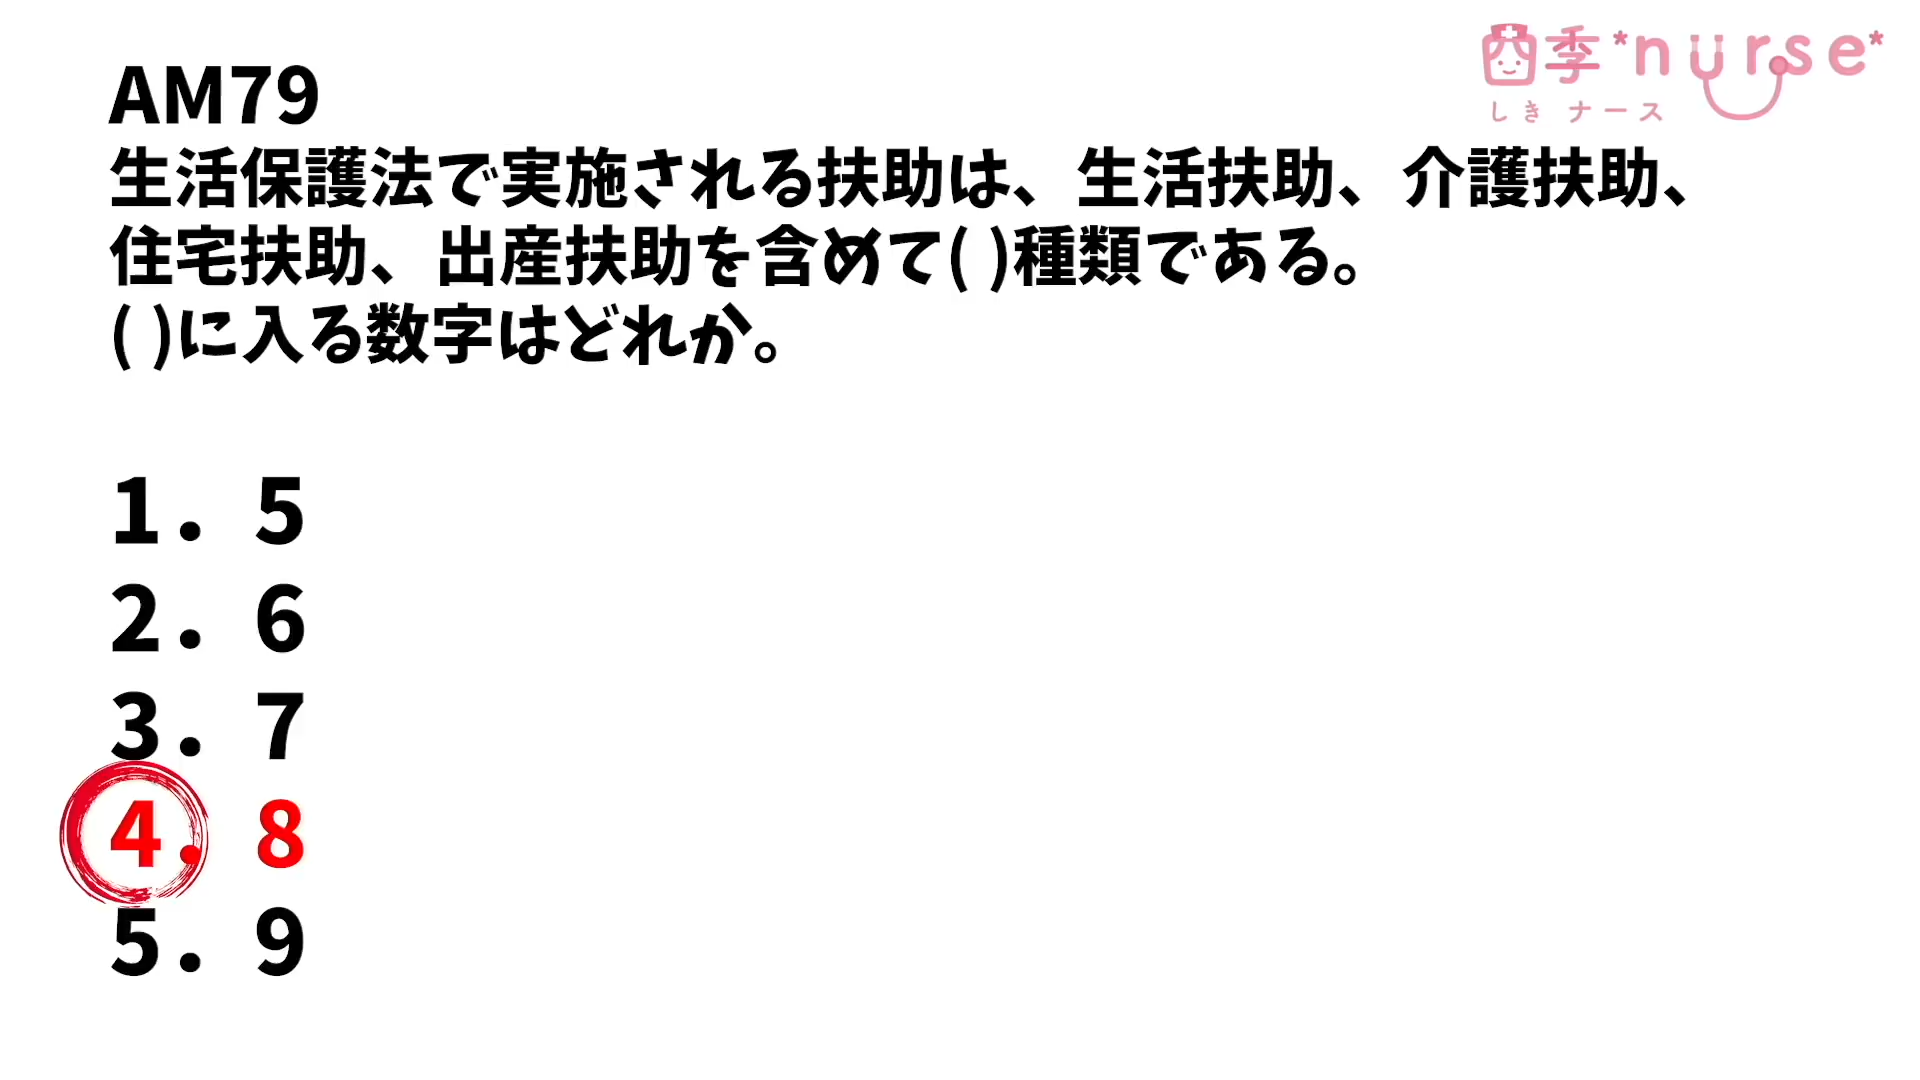 四季*nurse*
しき ナース
AM79
生活保護法で実施される扶助は、生活扶助、介護扶助、
住宅扶助、出産扶助を含めて( )種類である。
( )に入る数字はどれか。
1. 5
2. 6
3. 7
4. 8
5. 9